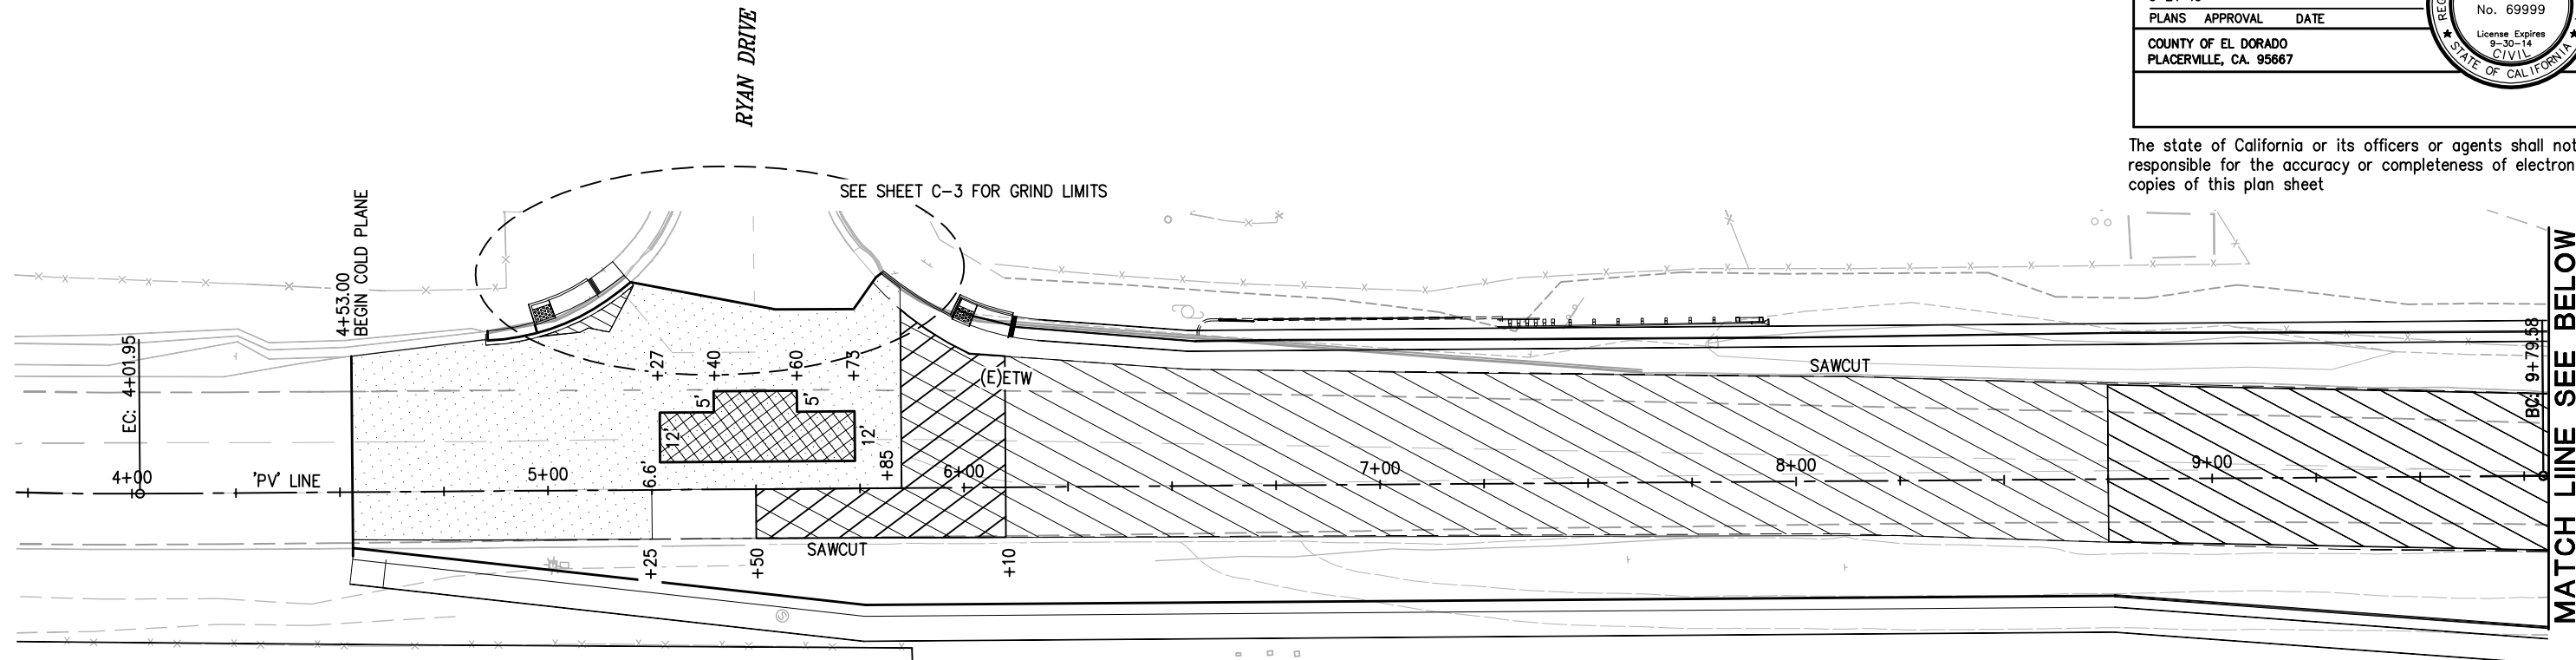 No. 69999
License Expires
9-30-14
CIVIL
STATE OF CALIFORNIA
PLANS APPROVAL DATE
COUNTY OF EL DORADO
PLACERVILLE, CA. 95667
The state of California or its officers or agents shall not
responsible for the accuracy or completeness of electron
copies of this plan sheet
RYAN DRIVE
SEE SHEET C-3 FOR GRIND LIMITS
4+53.00
BEGIN COLD PLANE
EC: 4+01.95
+27
+40
+60
+73
(E)ETW
SAWCUT
BC: 9+79.58
MATCH LINE SEE BELOW
5'
5'
12'
12'
+85
6.6'
4+00
'PV' LINE
5+00
6+00
7+00
8+00
9+00
SAWCUT
+25
+50
+10
S